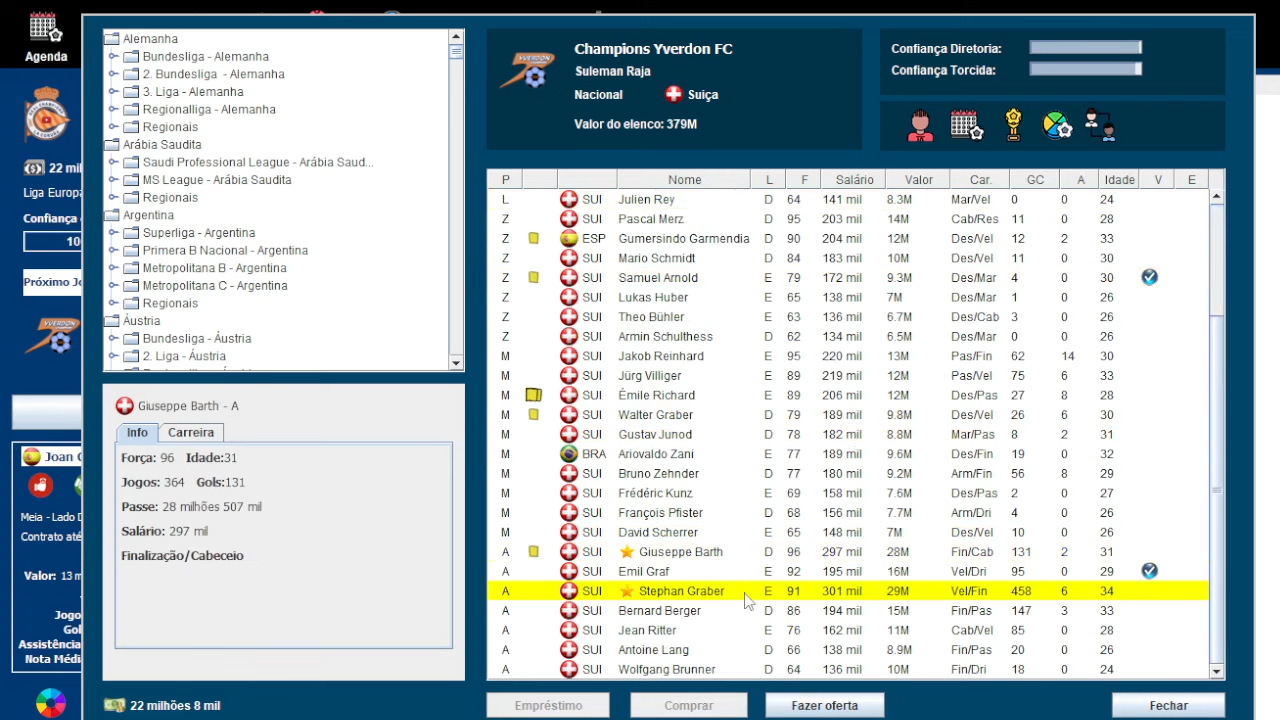 Agenda
22 mil
Liga Europa
Confiança
100
Próximo Jo
Joan G
Meia - Lado D
Contrato até
Valor: 13 m
Jogo
Gol
Assistência
Nota Médi
Alemanha
Bundesliga - Alemanha
2. Bundesliga - Alemanha
3. Liga - Alemanha
Regionalliga - Alemanha
Regionais
Arábia Saudita
Saudi Professional League - Arábia Saud...
MS League - Arábia Saudita
Regionais
Argentina
Superliga - Argentina
Primera B Nacional - Argentina
Metropolitana B - Argentina
Metropolitana C - Argentina
Regionais
Áustria
Bundesliga - Áustria
2. Liga - Áustria
Giuseppe Barth - A
Info Carreira
Força: 96 Idade:31
Jogos: 364 Gols:131
Passe: 28 milhões 507 mil
Salário: 297 mil
Finalização/Cabeceio
22 milhões 8 mil
YVERDON
Champions Yverdon FC
Suleman Raja
Nacional Suiça
Valor do elenco: 379M
Confiança Diretoria:
Confiança Torcida:
P Nome L F Salário Valor Car. GC A Idade V E
L SUI Julien Rey D 64 141 mil 8.3M Mar/Vel 0 0 24
Z SUI Pascal Merz D 95 203 mil 14M Cab/Res 11 0 28
Z ESP Gumersindo Garmendia D 90 204 mil 12M Des/Vel 12 2 33
Z SUI Mario Schmidt D 84 183 mil 10M Des/Vel 11 0 30
Z SUI Samuel Arnold E 79 172 mil 9.3M Des/Mar 4 0 30
Z SUI Lukas Huber E 65 138 mil 7M Des/Mar 1 0 26
Z SUI Theo Bühler E 63 136 mil 6.7M Des/Cab 3 0 26
Z SUI Armin Schulthess D 62 134 mil 6.5M Des/Mar 0 0 26
M SUI Jakob Reinhard E 95 220 mil 13M Pas/Fin 62 14 30
M SUI Jürg Villiger E 89 219 mil 12M Pas/Vel 75 6 33
M SUI Émile Richard E 89 206 mil 12M Des/Pas 27 8 28
M SUI Walter Graber D 79 189 mil 9.8M Des/Vel 26 6 30
M SUI Gustav Junod D 78 182 mil 8.8M Mar/Pas 8 2 31
M BRA Ariovaldo Zani E 77 189 mil 9.6M Des/Fin 19 0 32
M SUI Bruno Zehnder E 77 180 mil 9.2M Arm/Fin 56 8 29
M SUI Frédéric Kunz E 69 158 mil 7.6M Des/Pas 2 0 27
M SUI François Pfister D 68 156 mil 7.7M Arm/Dri 4 0 26
M SUI David Scherrer E 65 148 mil 7M Des/Vel 10 0 26
A SUI Giuseppe Barth D 96 297 mil 28M Fin/Cab 131 2 31
A SUI Emil Graf E 92 195 mil 16M Vel/Dri 95 0 29
A SUI Stephan Graber E 91 301 mil 29M Vel/Fin 458 6 34
A SUI Bernard Berger D 86 194 mil 15M Fin/Pas 147 3 33
A SUI Jean Ritter E 76 162 mil 11M Cab/Vel 85 0 28
A SUI Antoine Lang D 66 138 mil 8.9M Fin/Pas 20 0 26
A SUI Wolfgang Brunner D 64 136 mil 10M Fin/Dri 18 0 24
Empréstimo Comprar Fazer oferta Fechar